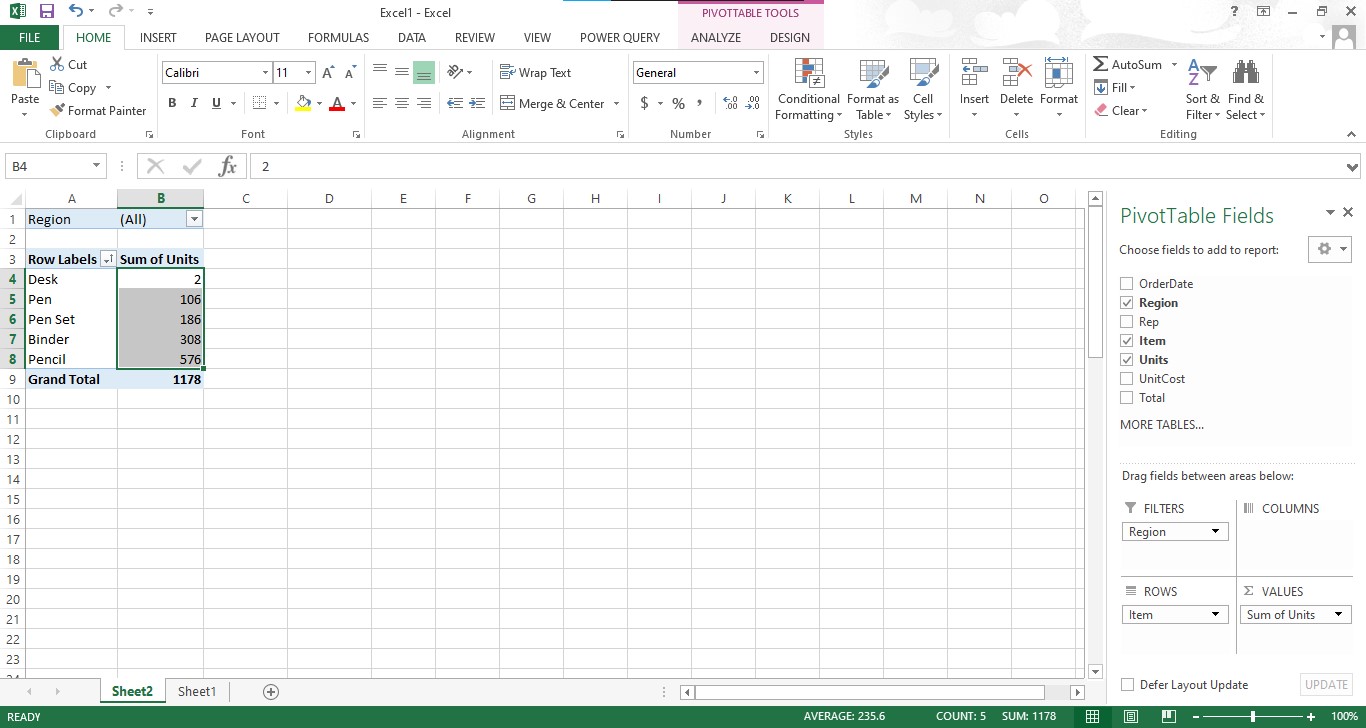 Excel1 - Excel
PIVOTTABLE TOOLS
?
FILE HOME INSERT PAGE LAYOUT FORMULAS DATA REVIEW VIEW POWER QUERY ANALYZE DESIGN
Paste
Cut
Copy
Format Painter
Clipboard
Calibri 11
B I U
Font
Wrap Text
Merge & Center
Alignment
General
$ % ,
Number
Conditional Formatting
Format as Table
Cell Styles
Styles
Insert
Delete
Format
Cells
AutoSum
Fill
Clear
Sort & Filter
Find & Select
Editing
B4
fx 2
A B C D E F G H I J K L M N O
1 Region (All)
2
3 Row Labels Sum of Units
4 Desk 2
5 Pen 106
6 Pen Set 186
7 Binder 308
8 Pencil 576
9 Grand Total 1178
10
11
12
13
14
15
16
17
18
19
20
21
22
23
24
PivotTable Fields
Choose fields to add to report:
OrderDate
Region
Rep
Item
Units
UnitCost
Total
MORE TABLES...
Drag fields between areas below:
FILTERS
Region
COLUMNS
ROWS
Item
Σ VALUES
Sum of Units
Defer Layout Update
UPDATE
Sheet2 Sheet1
READY
AVERAGE: 235.6 COUNT: 5 SUM: 1178
100%